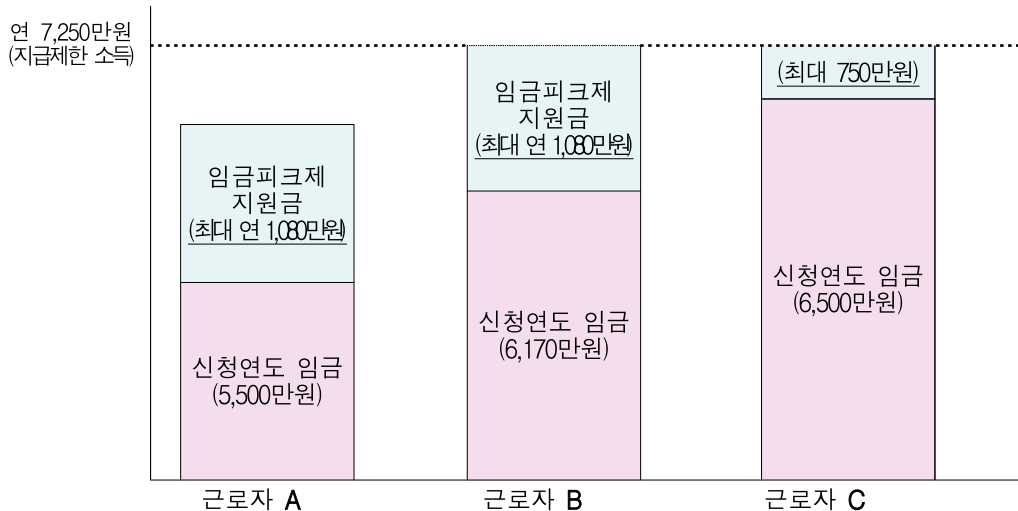 연 7,250만원
(지급제한 소득)
임금피크제
지원금
(최대 연 1,080만원)
신청연도 임금
(5,500만원)
근로자 A
임금피크제
지원금
(최대 연 1,080만원)
신청연도 임금
(6,170만원)
근로자 B
(최대 750만원)
신청연도 임금
(6,500만원)
근로자 C